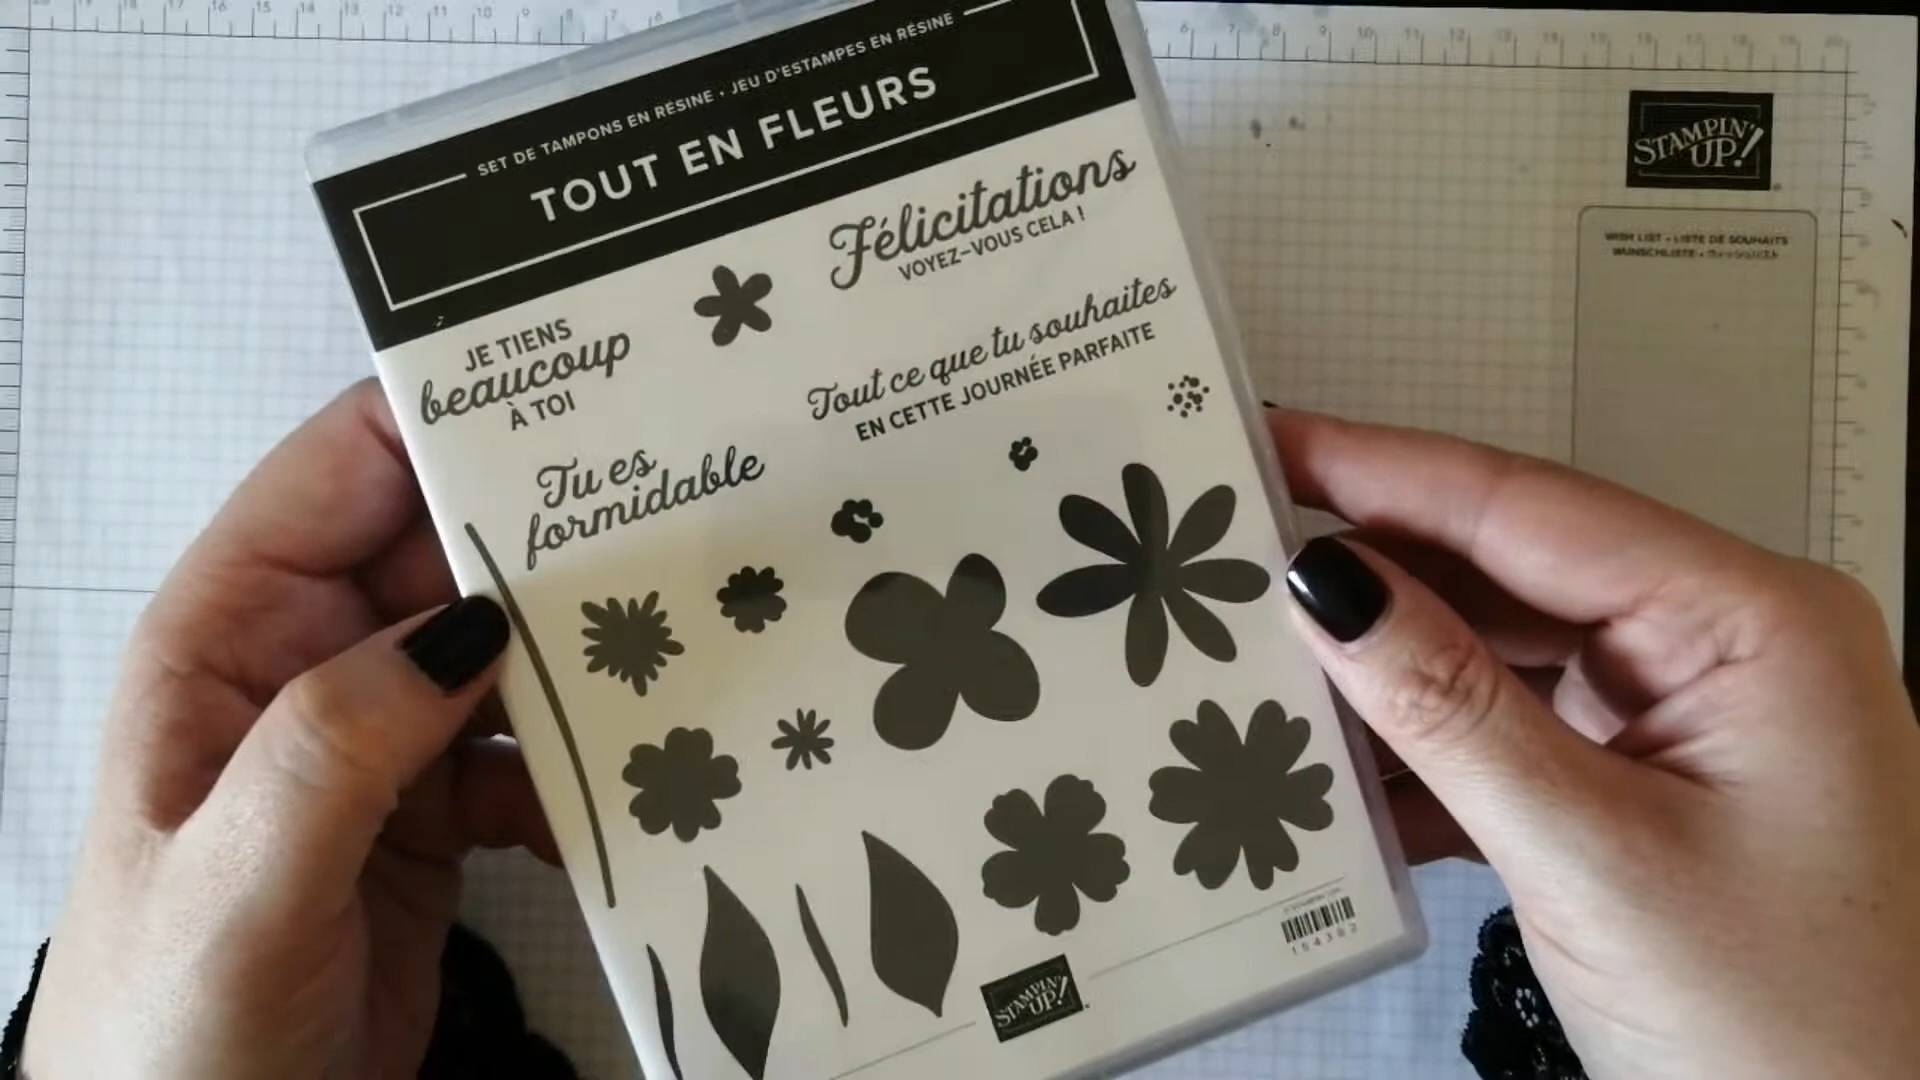 SET DE TAMPONS EN RÉSINE • JEU D'ESTAMPES EN RÉSINE
TOUT EN FLEURS
Félicitations
VOYEZ-VOUS CELA !
JE TIENS
beaucoup
À TOI
Tout ce que tu souhaites
EN CETTE JOURNÉE PARFAITE
Tu es
formidable
STAMPIN' UP!
154382
STAMPIN' UP!
WISH LIST • LISTE DE SOUHAITS
WUNSCHLISTE •